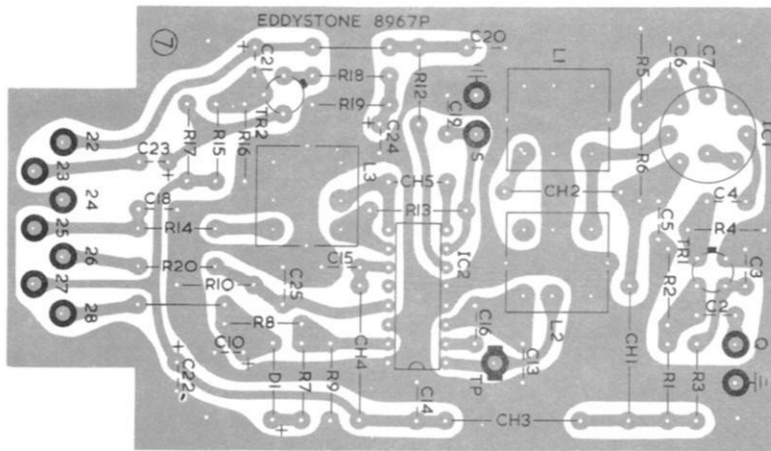 EDDYSTONE 8967P
7
C20
L1
C6
C7
C21
R18
R5
R12
R19
TR2
C24
C19
S
IC1
22
C23
R17
R15
R16
R6
23
L3
CH5
CH2
24
C18
R13
C4
25
R14
R4
C5
TR1
26
R20
C15
IC2
C3
27
R10
C25
R2
C2
28
R8
C16
L2
Q
C10
CH4
C13
CH1
C22
D1
R7
R9
TP
R1
R3
C14
CH3